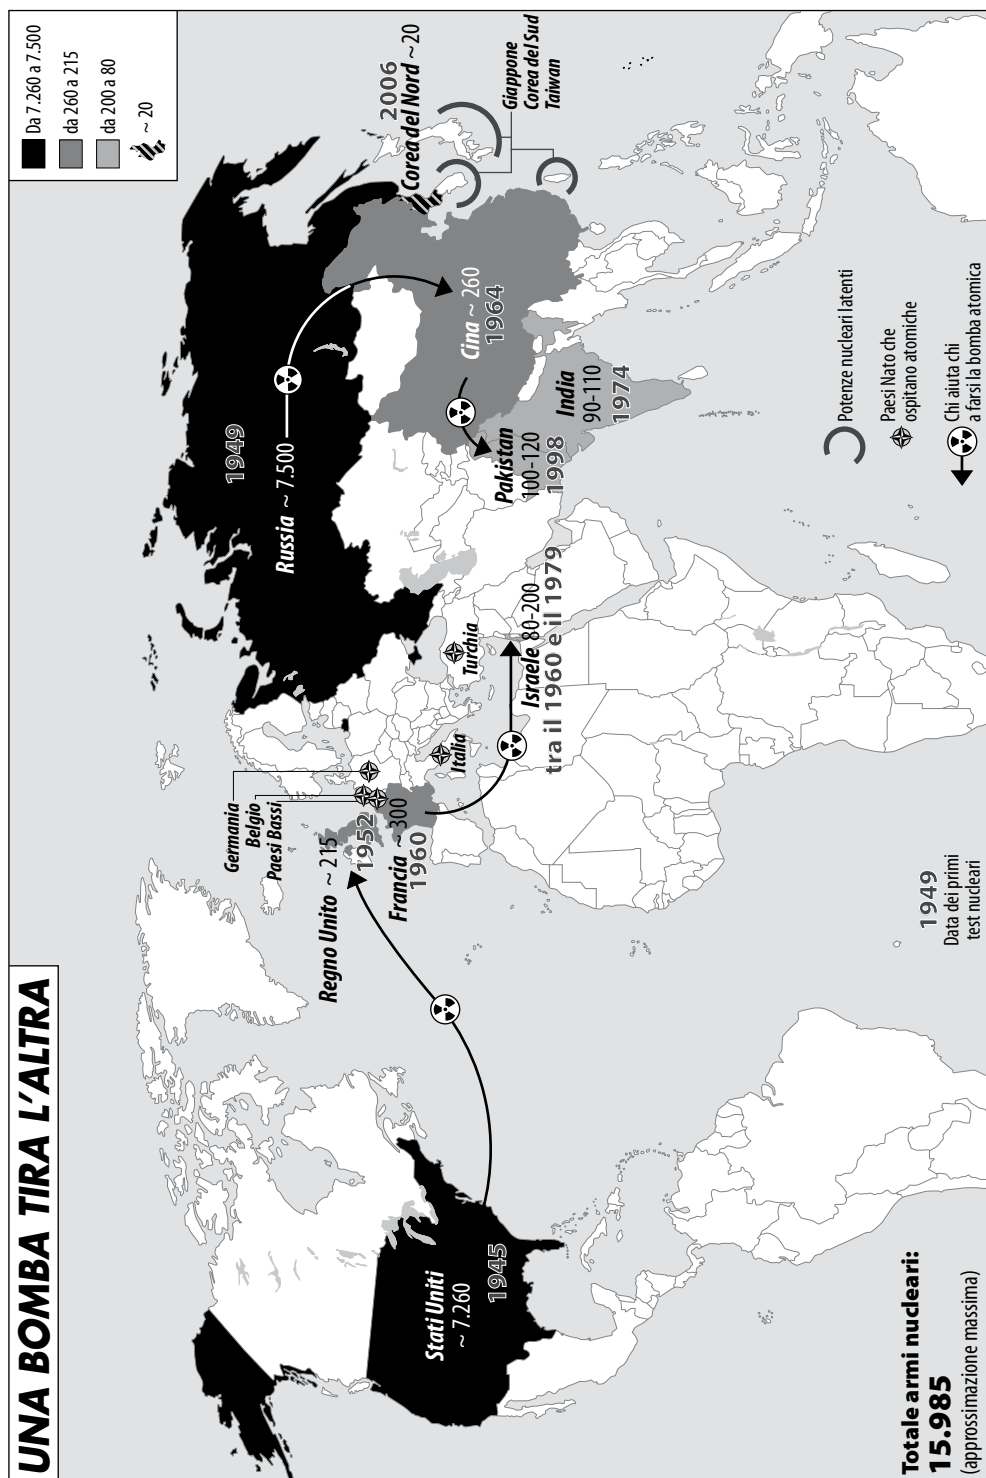 UNA BOMBA TIRA L'ALTRA
Da 7.260 a 7.500
da 260 a 215
da 200 a 80
~ 20
Stati Uniti
~ 7.260
1945
Regno Unito ~ 215
1952
Francia ~ 300
1960
Germania
Belgio
Paesi Bassi
Italia
Turchia
Israele 80-200
tra il 1960 e il 1979
Russia ~ 7.500
1949
Cina ~ 260
1964
Pakistan
100-120
1998
India
90-110
1974
2006
Corea del Nord ~ 20
Giappone
Corea del Sud
Taiwan
Totale armi nucleari:
15.985
(approssimazione massima)
1949
Data dei primi
test nucleari
Potenze nucleari latenti
Paesi Nato che
ospitano atomiche
Chi aiuta chi
a farsi la bomba atomica